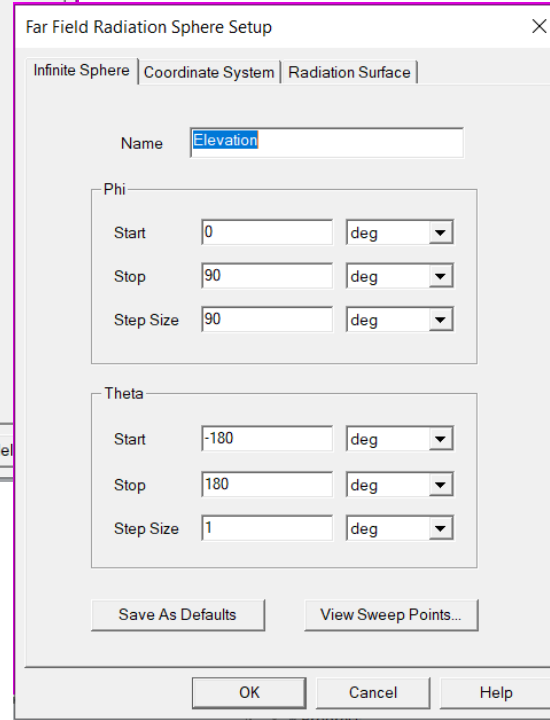 Far Field Radiation Sphere Setup
Infinite Sphere Coordinate System Radiation Surface
Name Elevation
Phi
Start 0 deg
Stop 90 deg
Step Size 90 deg
Theta
Start -180 deg
Stop 180 deg
Step Size 1 deg
Save As Defaults View Sweep Points...
OK Cancel Help